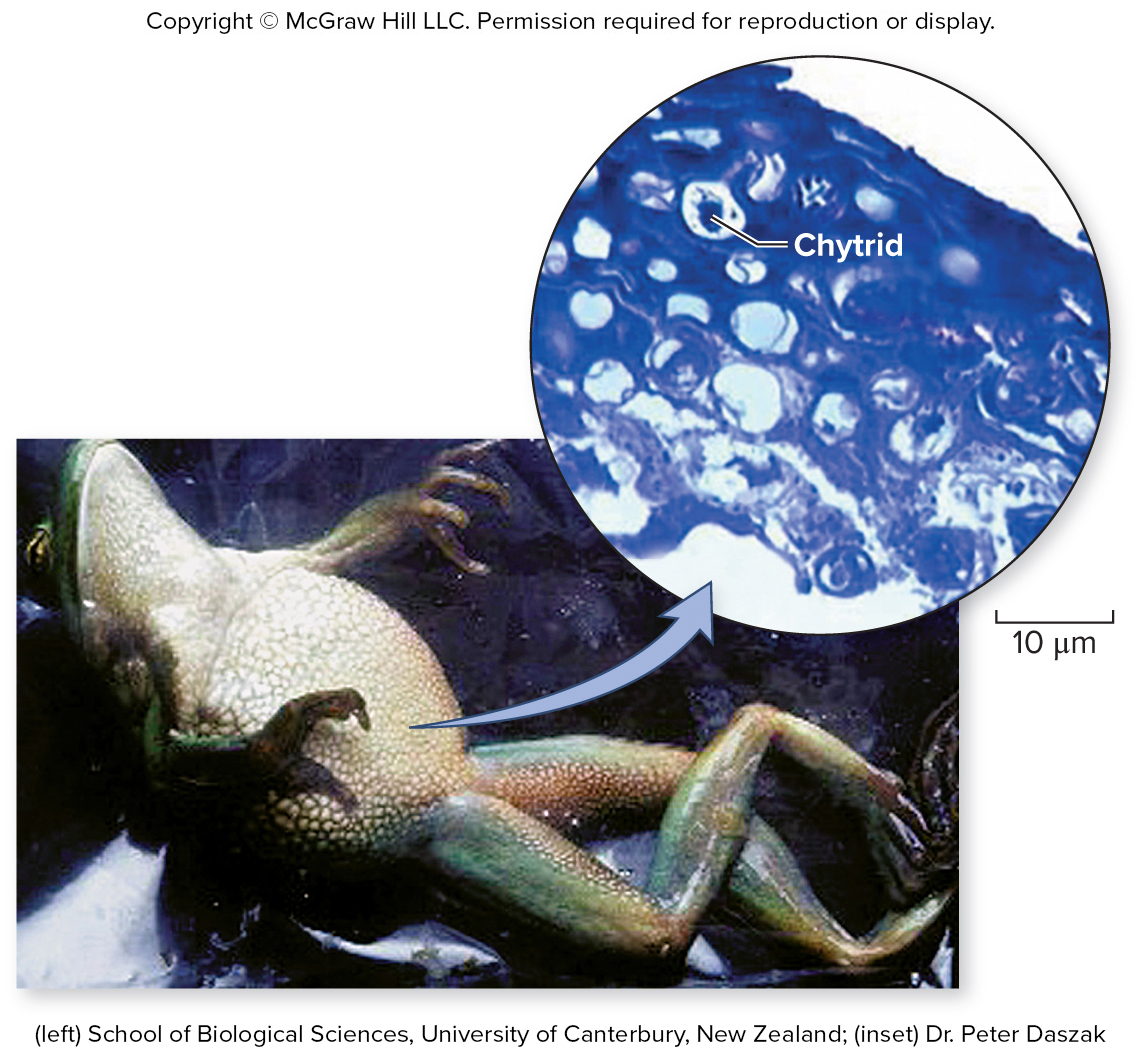 Copyright © McGraw Hill LLC. Permission required for reproduction or display.
Chytrid
10 μm
(left) School of Biological Sciences, University of Canterbury, New Zealand; (inset) Dr. Peter Daszak